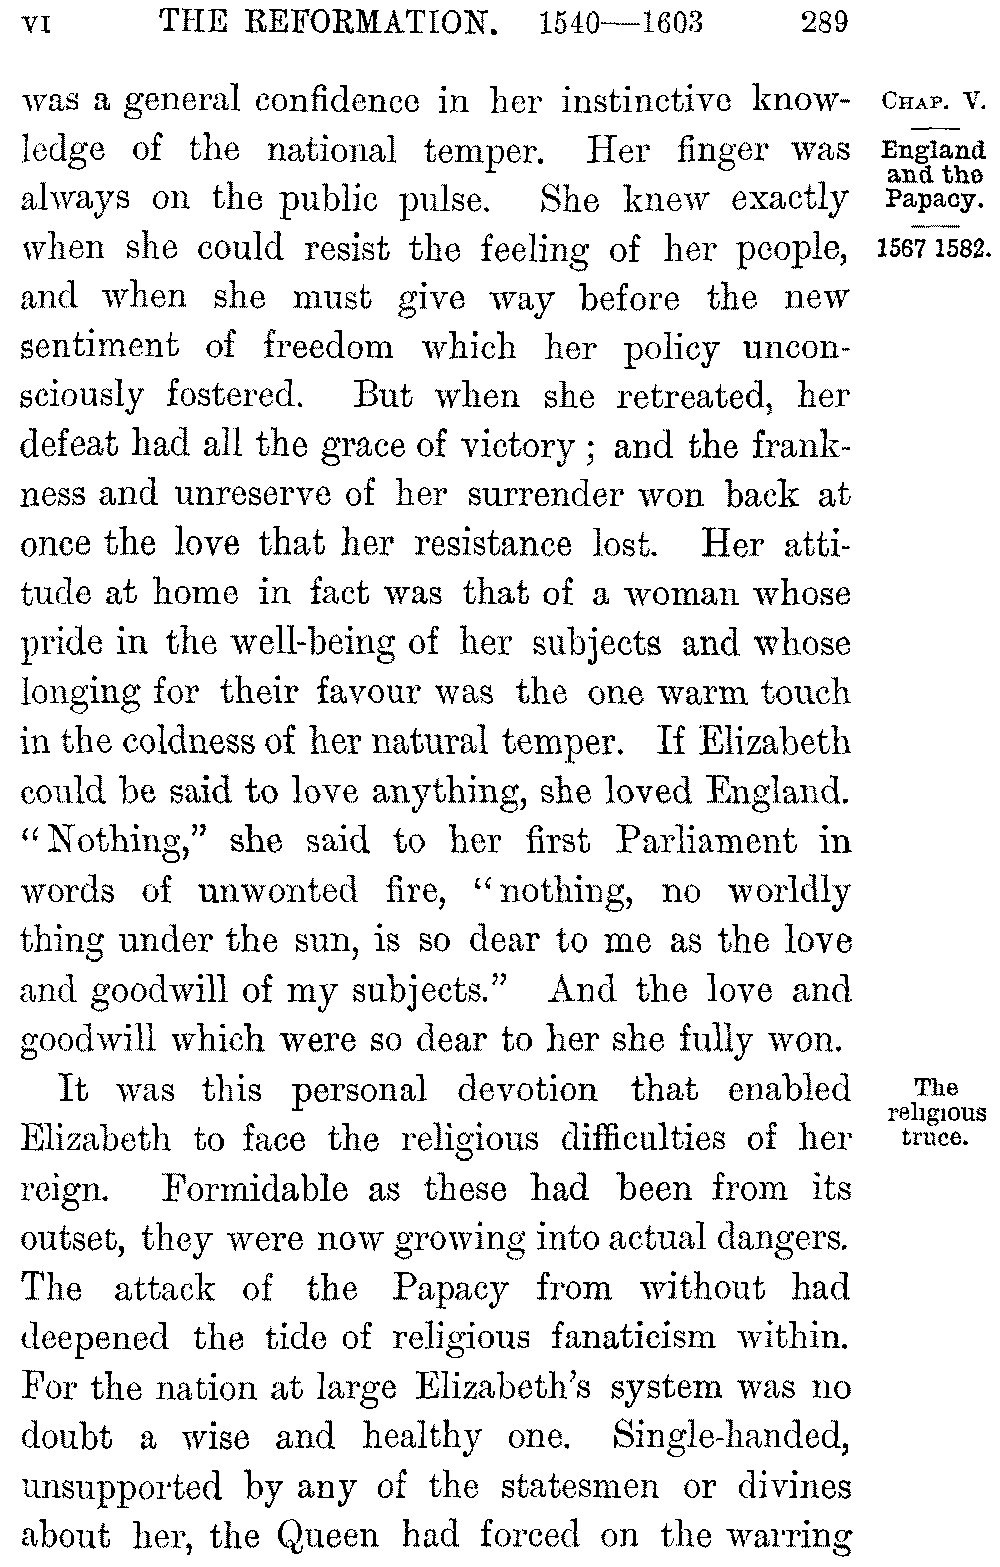 VI THE REFORMATION. 1540—1603 289
was a general confidence in her instinctive know-
ledge of the national temper. Her finger was
always on the public pulse. She knew exactly
when she could resist the feeling of her people,
and when she must give way before the new
sentiment of freedom which her policy uncon-
sciously fostered. But when she retreated, her
defeat had all the grace of victory ; and the frank-
ness and unreserve of her surrender won back at
once the love that her resistance lost. Her atti-
tude at home in fact was that of a woman whose
pride in the well-being of her subjects and whose
longing for their favour was the one warm touch
in the coldness of her natural temper. If Elizabeth
could be said to love anything, she loved England.
“Nothing,” she said to her first Parliament in
words of unwonted fire, “nothing, no worldly
thing under the sun, is so dear to me as the love
and goodwill of my subjects.” And the love and
goodwill which were so dear to her she fully won.
It was this personal devotion that enabled
Elizabeth to face the religious difficulties of her
reign. Formidable as these had been from its
outset, they were now growing into actual dangers.
The attack of the Papacy from without had
deepened the tide of religious fanaticism within.
For the nation at large Elizabeth’s system was no
doubt a wise and healthy one. Single-handed,
unsupported by any of the statesmen or divines
about her, the Queen had forced on the warring
CHAP. V.
England
and the
Papacy.
1567 1582.
The
religious
truce.